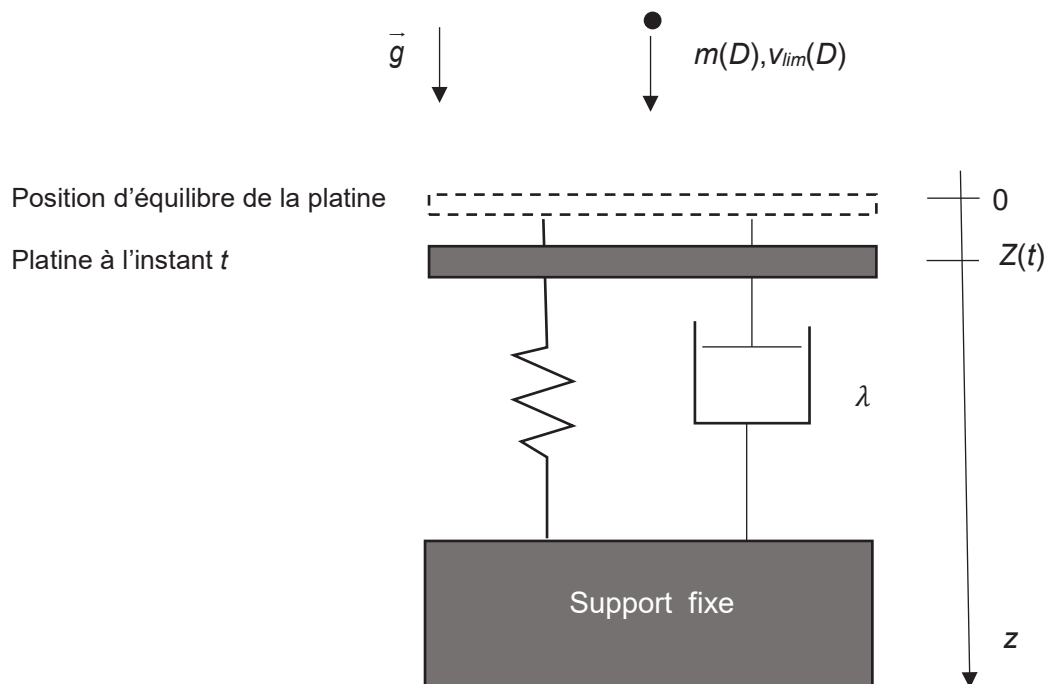 g⃗
m(D),vlim(D)
Position d’équilibre de la platine
0
Platine à l’instant t
Z(t)
λ
Support fixe
z